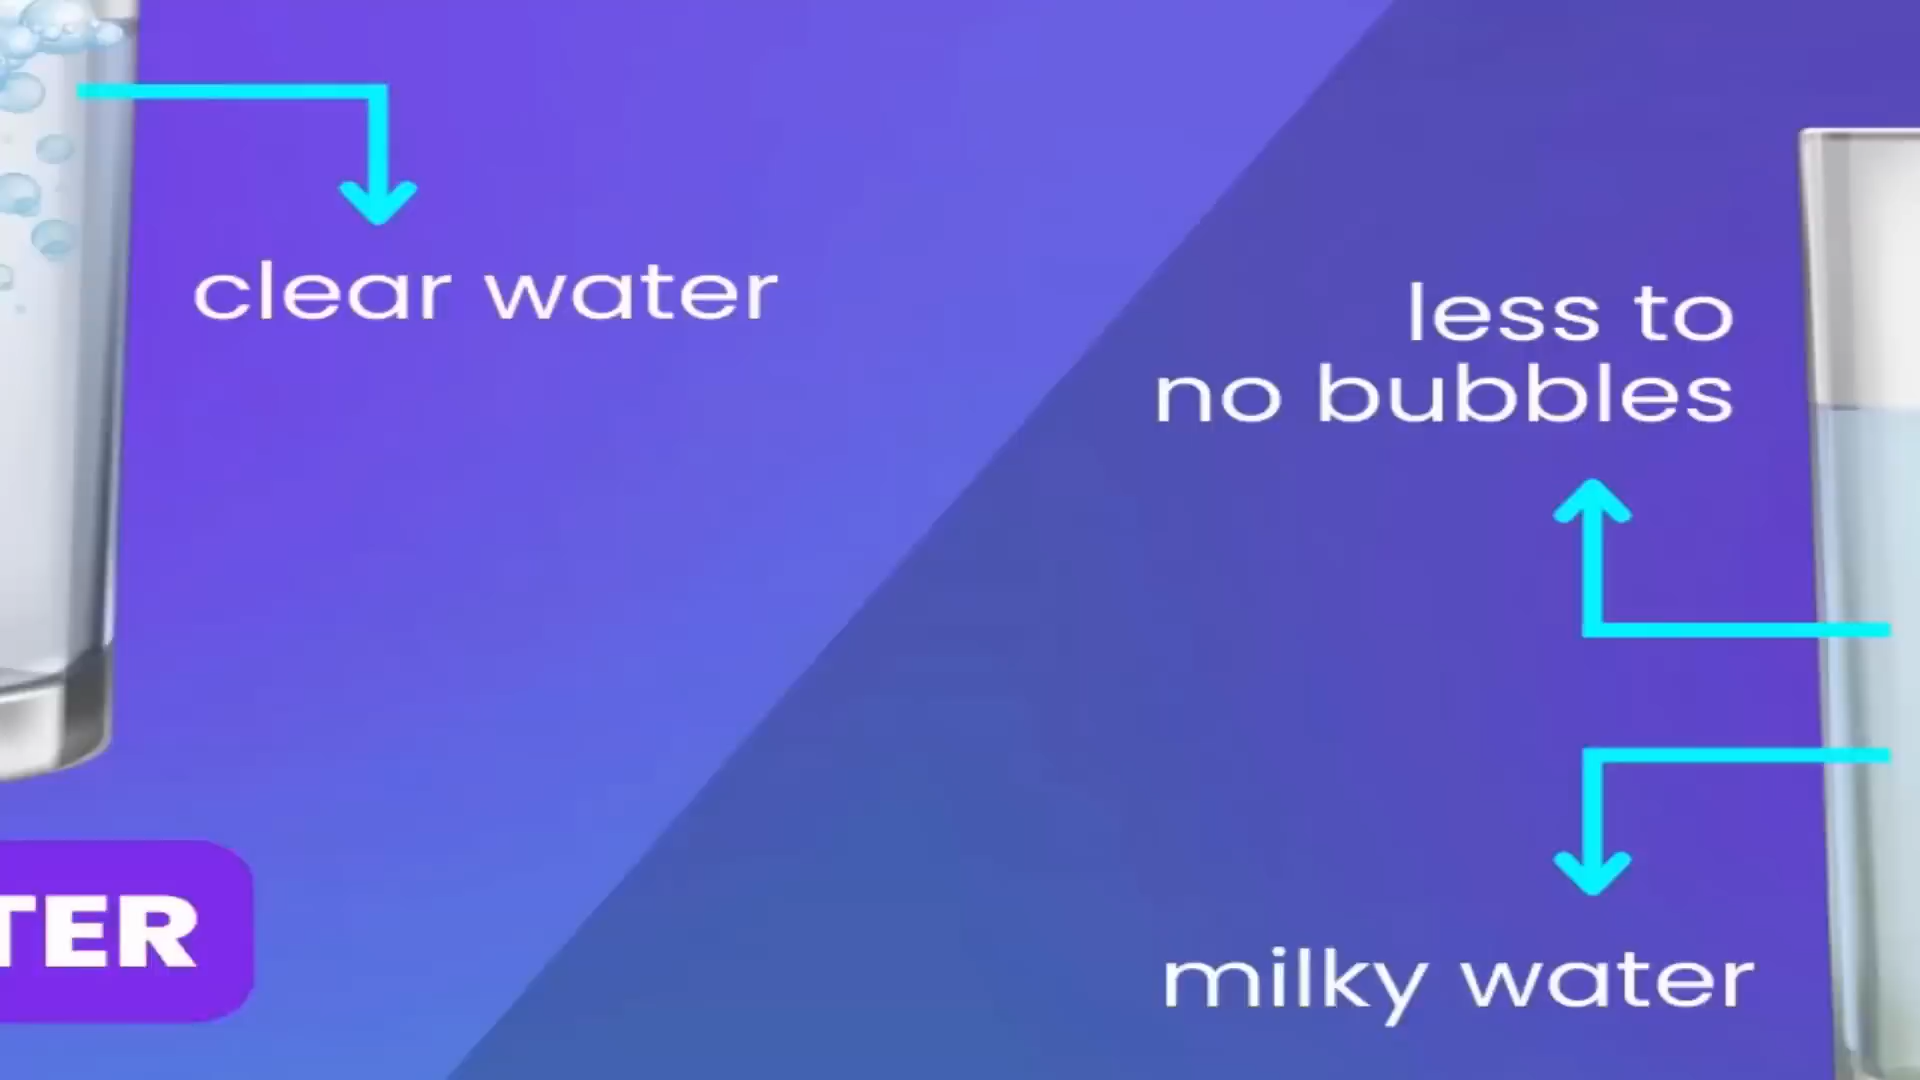 clear water
less to
no bubbles
TER
milky water